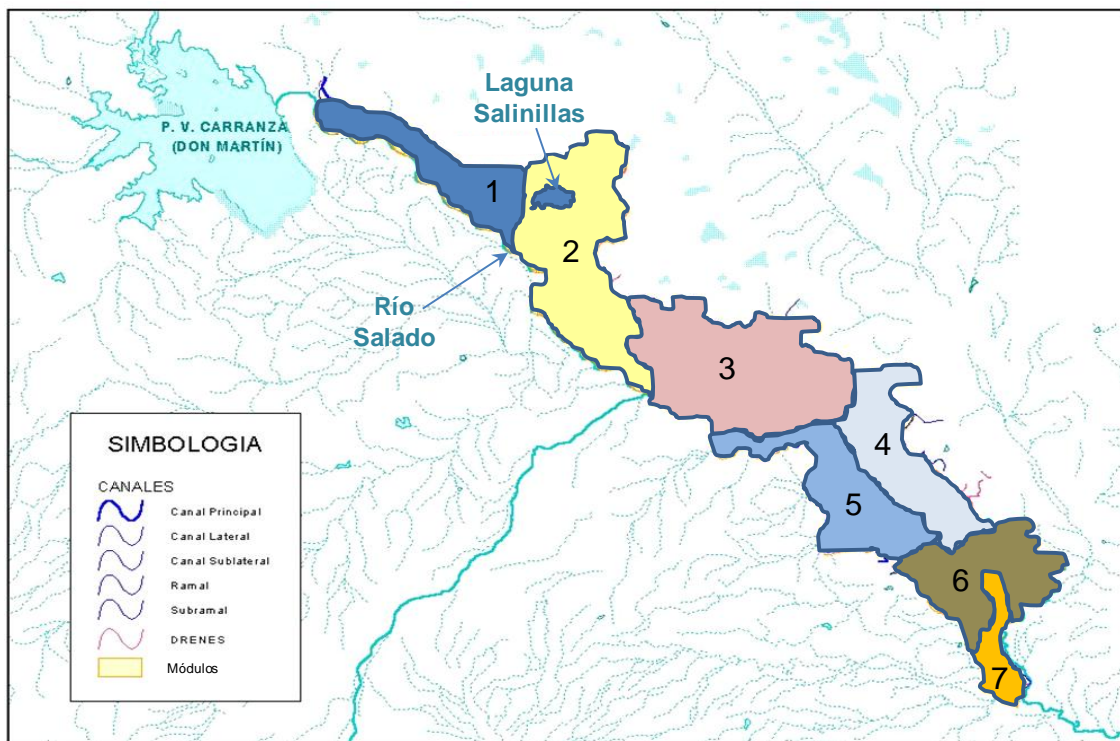 Laguna
Salinillas
P. V. CARRANZA
(DON MARTÍN)
1
2
Río
Salado
3
4
5
6
7
SIMBOLOGIA
CANALES
Canal Principal
Canal Lateral
Canal Sublateral
Ramal
Subramal
DRENES
Módulos